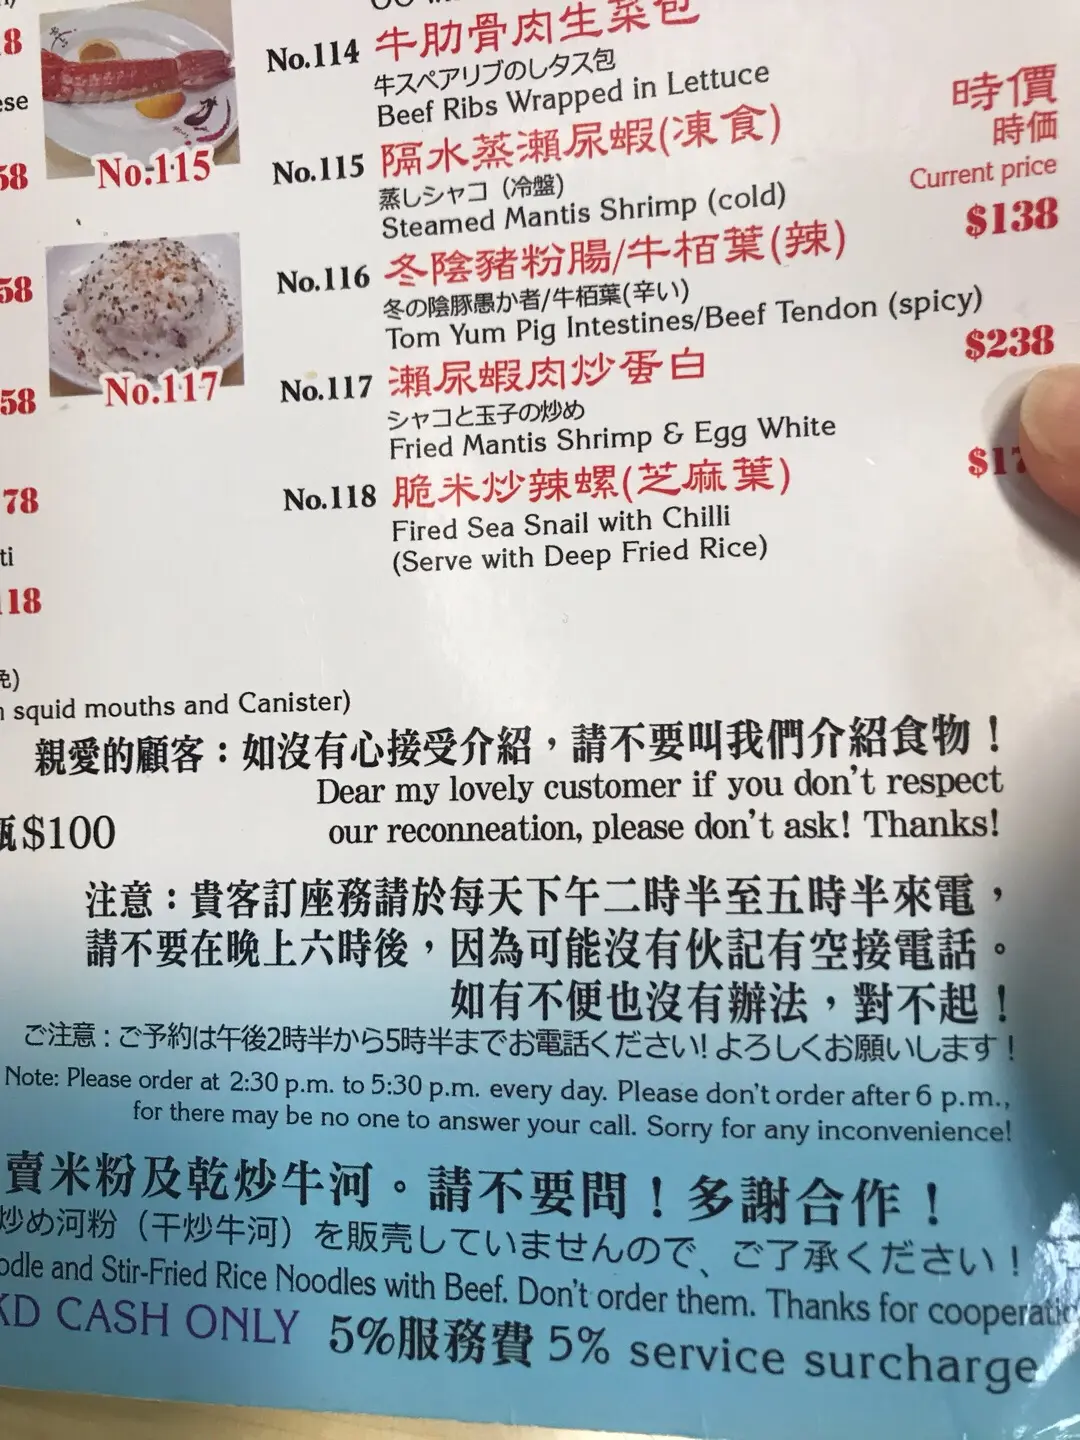 8
ese
58
58
58
78
ti
118
No.115
No.117
No.114 牛肋骨肉生菜包
牛スペアリブのしタス包
Beef Ribs Wrapped in Lettuce
時價
時価
Current price
No.115 隔水蒸瀨尿蝦(凍食)
蒸しシャコ（冷盤)
Steamed Mantis Shrimp (cold)
$138
No.116 冬陰豬粉腸/牛栢葉(辣)
冬の陰豚愚か者/牛栢葉(辛い)
Tom Yum Pig Intestines/Beef Tendon (spicy)
$238
No.117 瀨尿蝦肉炒蛋白
シャコと玉子の炒め
Fried Mantis Shrimp & Egg White
No.118 脆米炒辣螺(芝麻葉)
Fired Sea Snail with Chilli
(Serve with Deep Fried Rice)
squid mouths and Canister)
親愛的顧客：如沒有心接受介紹，請不要叫我們介紹食物！
Dear my lovely customer if you don't respect
our reconneation, please don't ask! Thanks!
$100
注意：貴客訂座務請於每天下午二時半至五時半來電，
請不要在晚上六時後，因為可能沒有伙記有空接電話。
如有不便也沒有辦法，對不起！
ご注意：ご予約は午後2時半から5時半までお電話ください! よろしくお願いします！
Note: Please order at 2:30 p.m. to 5:30 p.m. every day. Please don't order after 6 p.m.,
for there may be no one to answer your call. Sorry for any inconvenience!
賣米粉及乾炒牛河。請不要問！多謝合作！
炒め河粉（干炒牛河）を販売していませんので、ご了承ください！
odle and Stir-Fried Rice Noodles with Beef. Don't order them. Thanks for cooperatio
KD CASH ONLY 5%服務費 5% service surcharge